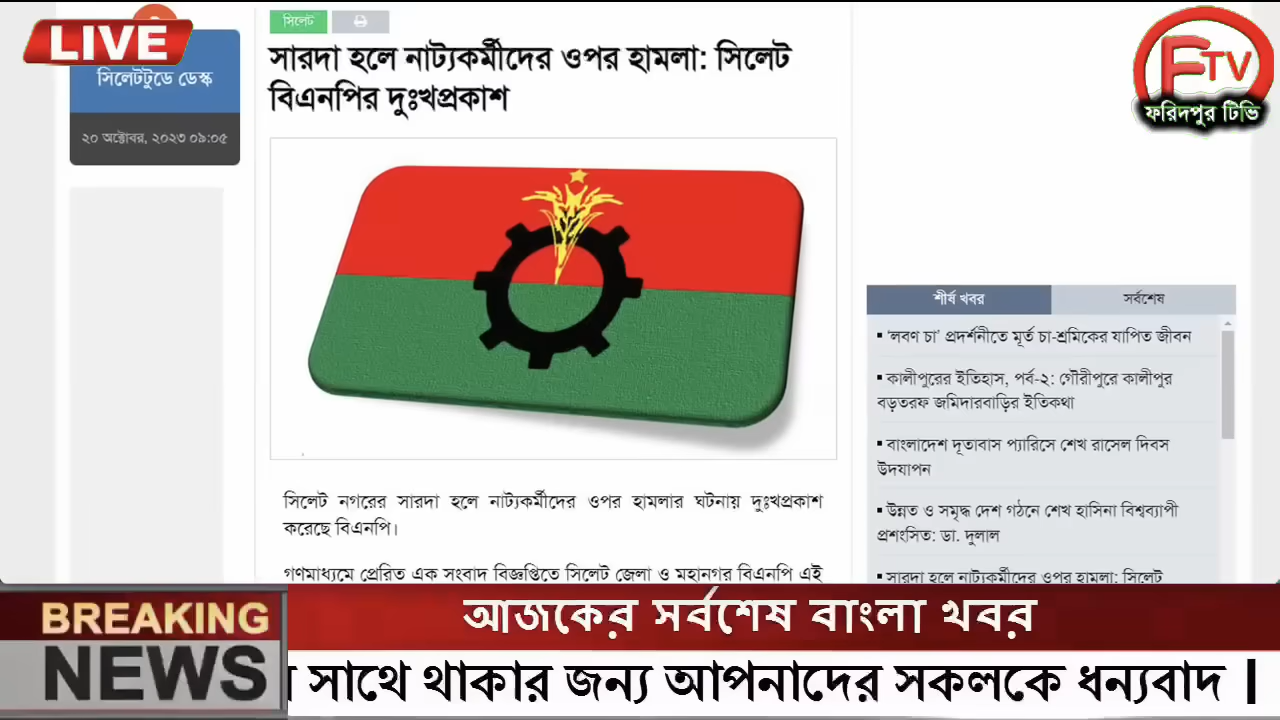 LIVE
সিলেটটুডে ডেস্ক
২০ অক্টোবর, ২০২৩ ০৯:০৫
সিলেট
সারদা হলে নাট্যকর্মীদের ওপর হামলা: সিলেট
বিএনপির দুঃখপ্রকাশ
FTV
ফরিদপুর টিভি
সিলেট নগরের সারদা হলে নাট্যকর্মীদের ওপর হামলার ঘটনায় দুঃখপ্রকাশ
করেছে বিএনপি।
গণমাধ্যমে প্রেরিত এক সংবাদ বিজ্ঞপ্তিতে সিলেট জেলা ও মহানগর বিএনপি এই
শীর্ষ খবর
সর্বশেষ
‘লবণ চা’ প্রদর্শনীতে মূর্ত চা-শ্রমিকের যাপিত জীবন
কালীপুরের ইতিহাস, পর্ব-২: গৌরীপুরে কালীপুর
বড়তরফ জমিদারবাড়ির ইতিকথা
বাংলাদেশ দূতাবাস প্যারিসে শেখ রাসেল দিবস
উদযাপন
উন্নত ও সমৃদ্ধ দেশ গঠনে শেখ হাসিনা বিশ্বব্যাপী
প্রশংসিত: ডা. দুলাল
সারদা হলে নাট্যকর্মীদের ওপর হামলা: সিলেট
BREAKING
NEWS
আজকের সর্বশেষ বাংলা খবর
সাথে থাকার জন্য আপনাদের সকলকে ধন্যবাদ |